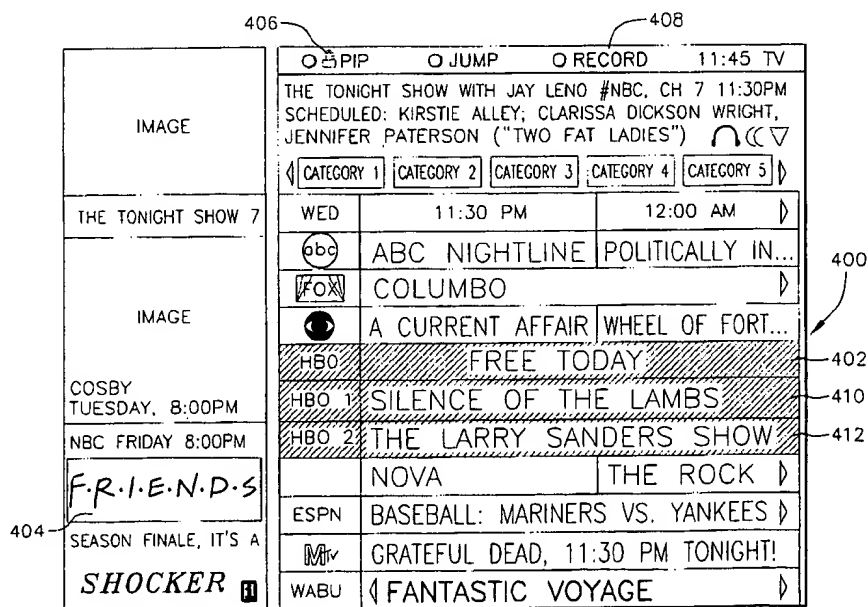 406
408
PIP JUMP RECORD 11:45 TV
THE TONIGHT SHOW WITH JAY LENO #NBC, CH 7 11:30PM
SCHEDULED: KIRSTIE ALLEY; CLARISSA DICKSON WRIGHT,
JENNIFER PATERSON ("TWO FAT LADIES")
CATEGORY 1 CATEGORY 2 CATEGORY 3 CATEGORY 4 CATEGORY 5
WED 11:30 PM 12:00 AM
abc ABC NIGHTLINE POLITICALLY IN...
FOX COLUMBO
A CURRENT AFFAIR WHEEL OF FORT...
HBO FREE TODAY
HBO 1 SILENCE OF THE LAMBS
HBO 2 THE LARRY SANDERS SHOW
NOVA THE ROCK
ESPN BASEBALL: MARINERS VS. YANKEES
MTV GRATEFUL DEAD, 11:30 PM TONIGHT!
WABU FANTASTIC VOYAGE
400
402
410
412
IMAGE
THE TONIGHT SHOW 7
IMAGE
COSBY
TUESDAY, 8:00PM
NBC FRIDAY 8:00PM
F·R·I·E·N·D·S
404
SEASON FINALE, IT'S A
SHOCKER